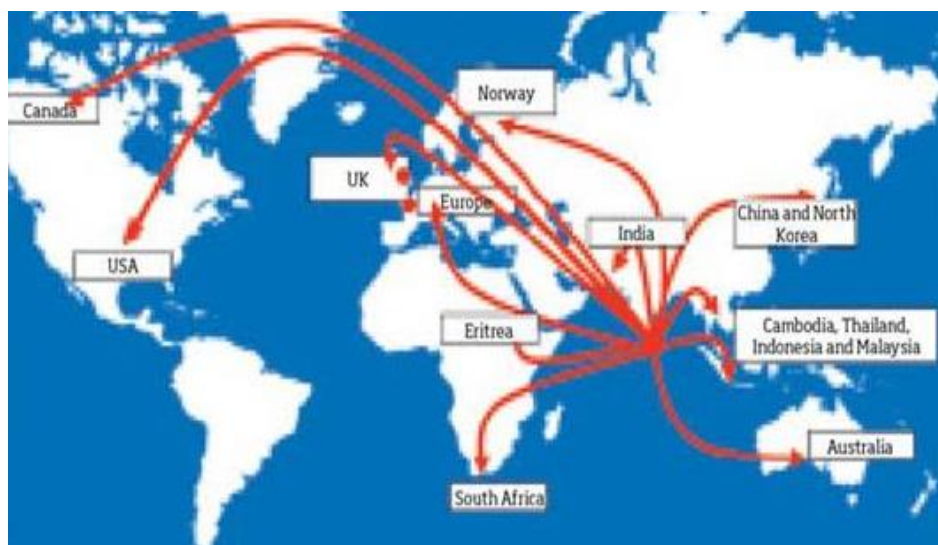 Norway
Canada
UK
Europe
China and North
Korea
India
USA
Eritrea
Cambodia, Thailand,
Indonesia and Malaysia
Australia
South Africa